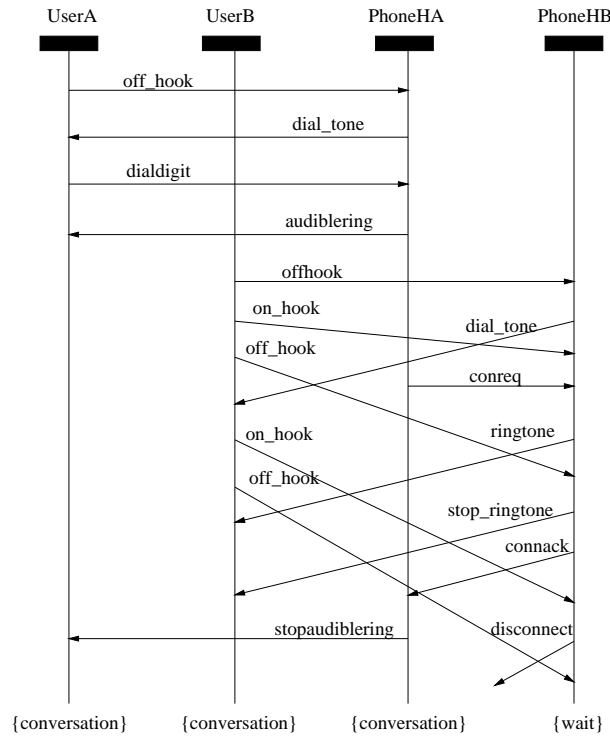 UserA UserB PhoneHA PhoneHB
off_hook
dial_tone
dialdigit
audiblering
offhook
on_hook
dial_tone
off_hook
conreq
on_hook
ringtone
off_hook
stop_ringtone
connack
stopaudiblering
disconnect
{conversation} {conversation} {conversation} {wait}